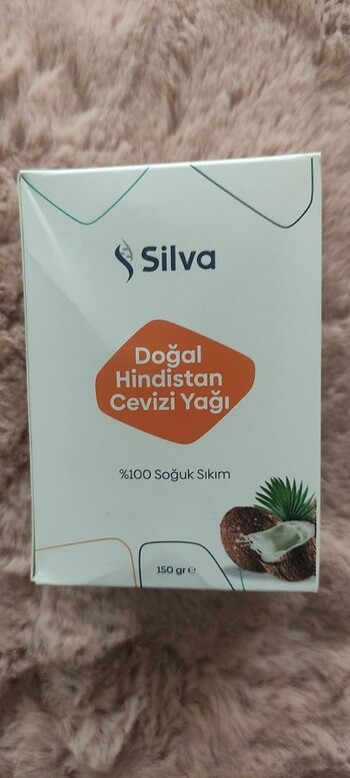 Silva
Doğal
Hindistan
Cevizi Yağı
%100 Soğuk Sıkım
150 gr ℮